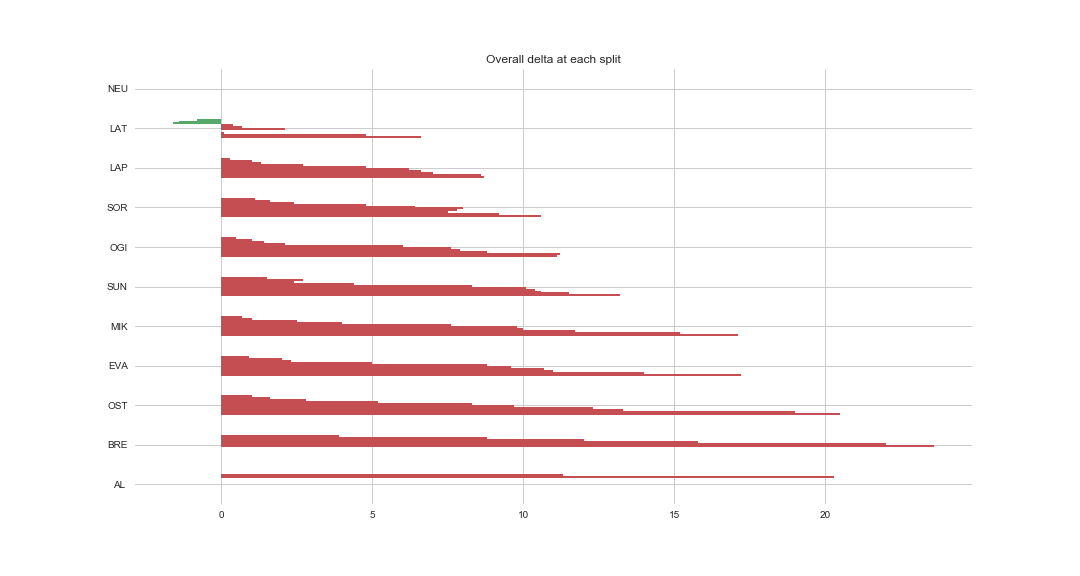 Overall delta at each split
NEU
LAT
LAP
SOR
OGI
SUN
MIK
EVA
OST
BRE
AL
0 5 10 15 20